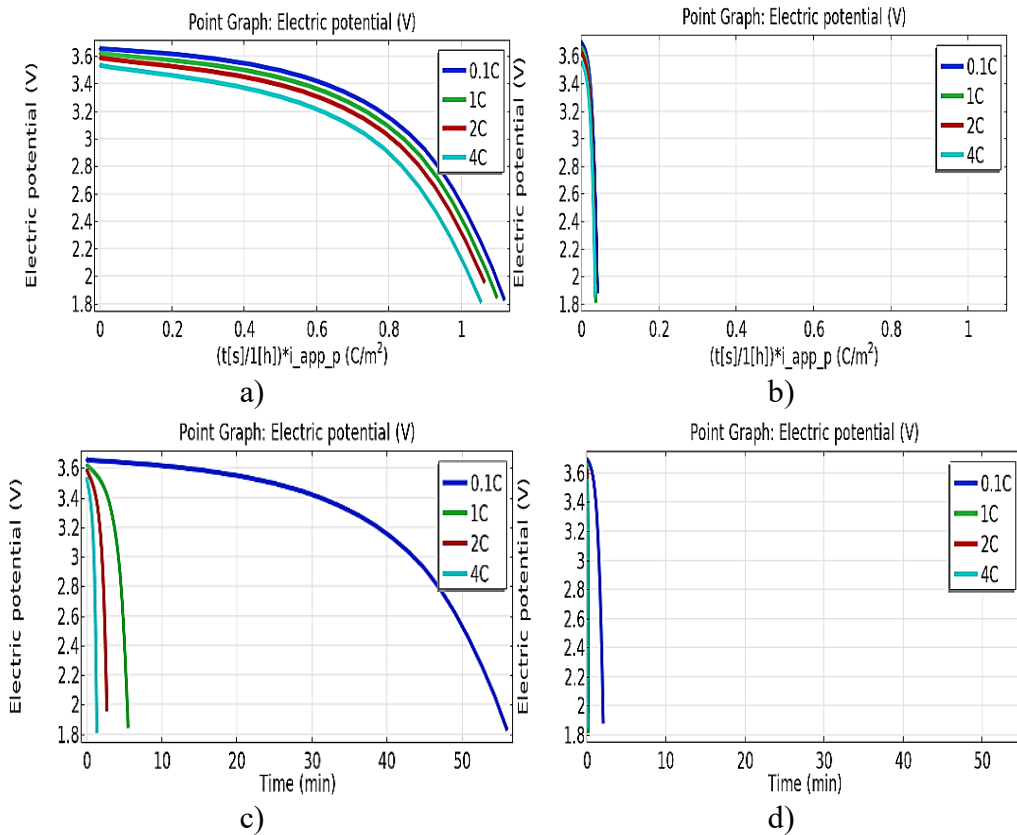 Point Graph: Electric potential (V)
Electric potential (V)
3.6
3.4
3.2
3
2.8
2.6
2.4
2.2
2
1.8
0 0.2 0.4 0.6 0.8 1
(t[s]/1[h])*i_app_p (C/m²)
0.1C
1C
2C
4C
a)
Point Graph: Electric potential (V)
Electric potential (V)
3.6
3.4
3.2
3
2.8
2.6
2.4
2.2
2
1.8
0 0.2 0.4 0.6 0.8 1
(t[s]/1[h])*i_app_p (C/m²)
0.1C
1C
2C
4C
b)
Point Graph: Electric potential (V)
Electric potential (V)
3.6
3.4
3.2
3
2.8
2.6
2.4
2.2
2
1.8
0 10 20 30 40 50
Time (min)
0.1C
1C
2C
4C
c)
Point Graph: Electric potential (V)
Electric potential (V)
3.6
3.4
3.2
3
2.8
2.6
2.4
2.2
2
1.8
0 10 20 30 40 50
Time (min)
0.1C
1C
2C
4C
d)